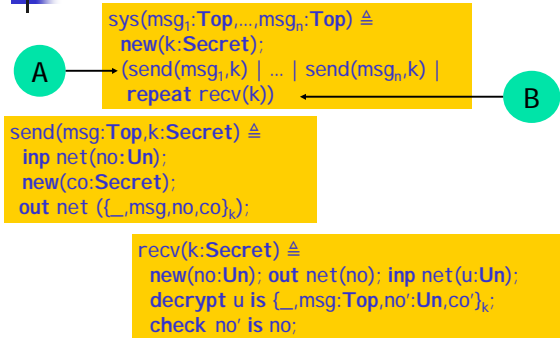 sys(msg₁:Top,...,msgₙ:Top) ≜
new(k:Secret);
(send(msg₁,k) | ... | send(msgₙ,k) |
repeat recv(k))
A
B
send(msg:Top,k:Secret) ≜
inp net(no:Un);
new(co:Secret);
out net ({_,msg,no,co}ₖ);
recv(k:Secret) ≜
new(no:Un); out net(no); inp net(u:Un);
decrypt u is {_,msg:Top,no':Un,co'}ₖ;
check no' is no;